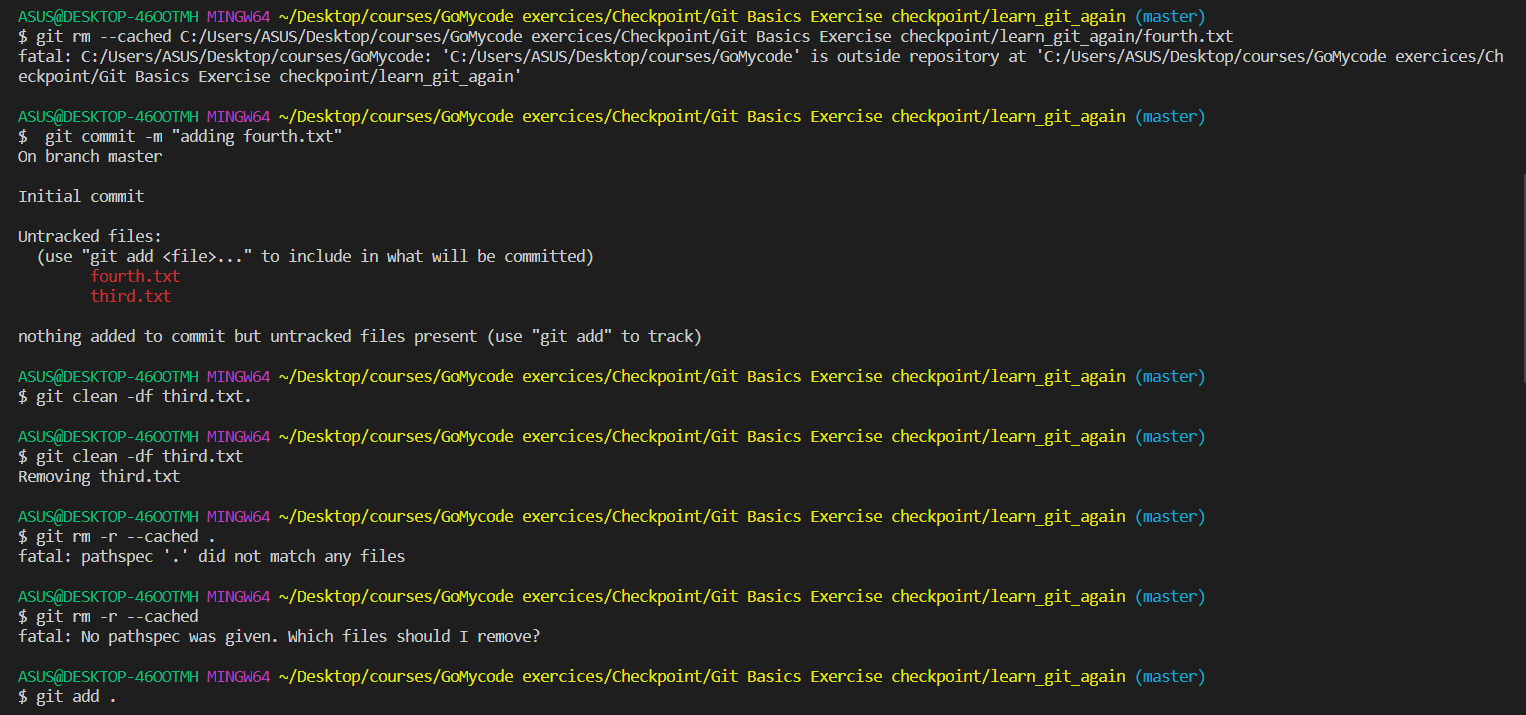 ASUS@DESKTOP-46OOTMH MINGW64 ~/Desktop/courses/GoMycode exercices/Checkpoint/Git Basics Exercise checkpoint/learn_git_again (master)
$ git rm --cached C:/Users/ASUS/Desktop/courses/GoMycode exercices/Checkpoint/Git Basics Exercise checkpoint/learn_git_again/fourth.txt
fatal: C:/Users/ASUS/Desktop/courses/GoMycode: 'C:/Users/ASUS/Desktop/courses/GoMycode' is outside repository at 'C:/Users/ASUS/Desktop/courses/GoMycode exercices/Ch
eckpoint/Git Basics Exercise checkpoint/learn_git_again'
ASUS@DESKTOP-46OOTMH MINGW64 ~/Desktop/courses/GoMycode exercices/Checkpoint/Git Basics Exercise checkpoint/learn_git_again (master)
$  git commit -m "adding fourth.txt"
On branch master
Initial commit
Untracked files:
  (use "git add <file>..." to include in what will be committed)
        fourth.txt
        third.txt
nothing added to commit but untracked files present (use "git add" to track)
ASUS@DESKTOP-46OOTMH MINGW64 ~/Desktop/courses/GoMycode exercices/Checkpoint/Git Basics Exercise checkpoint/learn_git_again (master)
$ git clean -df third.txt.
ASUS@DESKTOP-46OOTMH MINGW64 ~/Desktop/courses/GoMycode exercices/Checkpoint/Git Basics Exercise checkpoint/learn_git_again (master)
$ git clean -df third.txt
Removing third.txt
ASUS@DESKTOP-46OOTMH MINGW64 ~/Desktop/courses/GoMycode exercices/Checkpoint/Git Basics Exercise checkpoint/learn_git_again (master)
$ git rm -r --cached .
fatal: pathspec '.' did not match any files
ASUS@DESKTOP-46OOTMH MINGW64 ~/Desktop/courses/GoMycode exercices/Checkpoint/Git Basics Exercise checkpoint/learn_git_again (master)
$ git rm -r --cached
fatal: No pathspec was given. Which files should I remove?
ASUS@DESKTOP-46OOTMH MINGW64 ~/Desktop/courses/GoMycode exercices/Checkpoint/Git Basics Exercise checkpoint/learn_git_again (master)
$ git add .